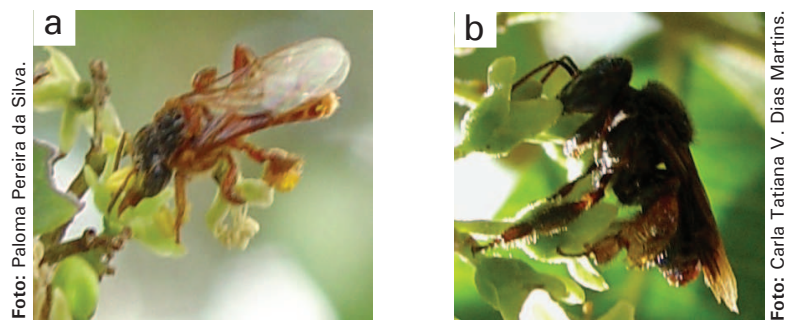 a
Foto: Paloma Pereira da Silva.
b
Foto: Carla Tatiana V. Dias Martins.